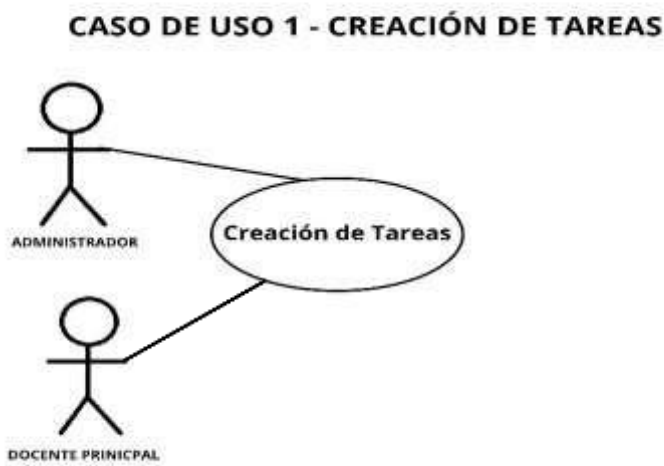 CASO DE USO 1 - CREACIÓN DE TAREAS
ADMINISTRADOR
Creación de Tareas
DOCENTE PRINICPAL